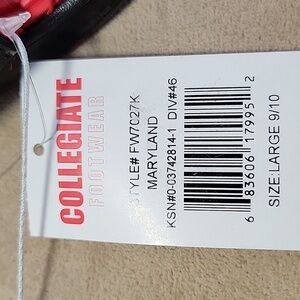 COLLEGIATE
FOOTWEAR
STYLE# FW7027K
MARYLAND
KSN#0-03742814-1 DIV#46
6 83606 17995 2
SIZE:LARGE 9/10